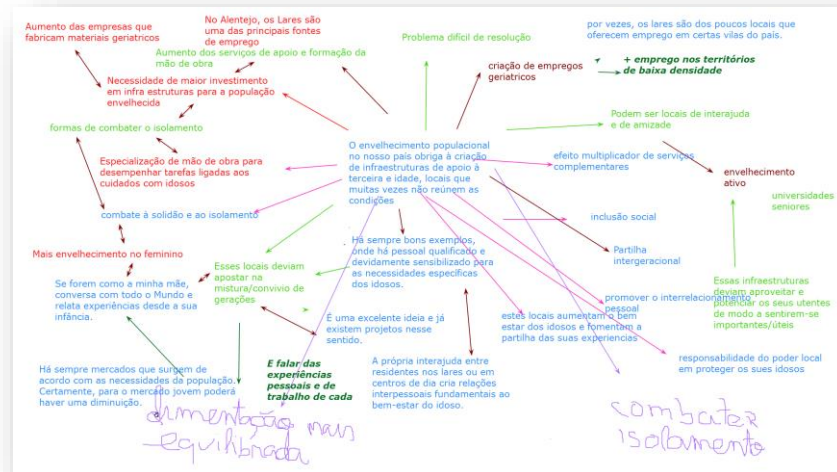 Aumento das empresas que
fabricam materiais geriatricos
No Alentejo, os Lares são
uma das principais fontes
de emprego
Aumento dos serviços de apoio e formação da
mão de obra
Problema difícil de resolução
por vezes, os lares são dos poucos locais que
oferecem emprego em certas vilas do país.
criação de empregos
geriatricos
+ emprego nos territórios
de baixa densidade
Necessidade de maior investimento
em infra estruturas para a população
envelhecida
formas de combater o isolamento
Podem ser locais de interajuda
e de amizade
Especialização de mão de obra para
desempenhar tarefas ligadas aos
cuidados com idosos
O envelhecimento populacional
no nosso pais obriga à criação
de infraestruturas de apoio à
terceira e idade, locais que
muitas vezes não reúnem as
condições
efeito multiplicador de serviços
complementares
envelhecimento
ativo
universidades
seniores
combate à solidão e ao isolamento
inclusão social
Mais envelhecimento no feminino
Partilha
intergeracional
Há sempre bons exemplos,
onde há pessoal qualificado e
devidamente sensibilizado para
as necessidades específicas
dos idosos.
Esses locais deviam
apostar na
mistura/convivio de
gerações
Se forem como a minha mãe,
conversa com todo o Mundo e
relata experiências desde a sua
infância.
Essas infraestruturas
deviam aproveitar e
potenciar os seus utentes
de modo a sentirem-se
importantes/úteis
promover o interrelacionamento
pessoal
estes locais aumentam o bem
estar dos idosos e fomentam a
partilha das suas experiencias
É uma excelente ideia e já
existem projetos nesse
sentido.
responsabilidade do poder local
em proteger os sues idosos
Há sempre mercados que surgem de
acordo com as necessidades da população.
Certamente, para o mercado jovem poderá
haver uma diminuição.
E falar das
experiências
pessoais e de
trabalho de cada
A própria interajuda entre
residentes nos lares ou em
centros de dia cria relações
interpessoais fundamentais ao
bem-estar do idoso.
alimentação mais
equilibrada
combater
isolamento